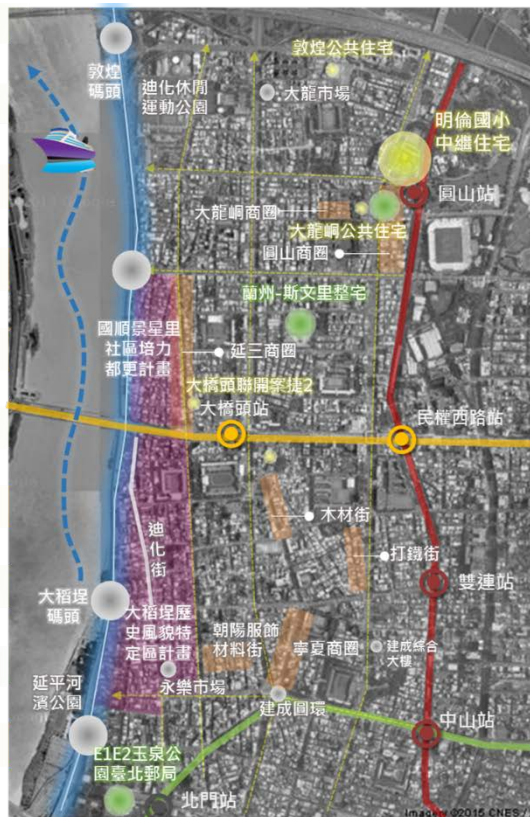 敦煌公共住宅
敦煌
碼頭
迪化休閒
運動公園
大龍市場
明倫國小
中繼住宅
圓山站
大龍峒商圈
大龍峒公共住宅
圓山商圈
蘭州-斯文里整宅
國順景星里
社區培力
都更計畫
延三商圈
大橋頭聯開案捷2
大橋頭站
民權西路站
木材街
打鐵街
迪
化
街
雙連站
大稻埕
碼頭
大稻埕歷
史風貌特
定區計畫
朝陽服飾
材料街
寧夏商圈
建成綜合
大樓
永樂市場
延平河
濱公園
建成圓環
中山站
E1E2玉泉公
園臺北郵局
北門站
Imagery ©2015 CNES /